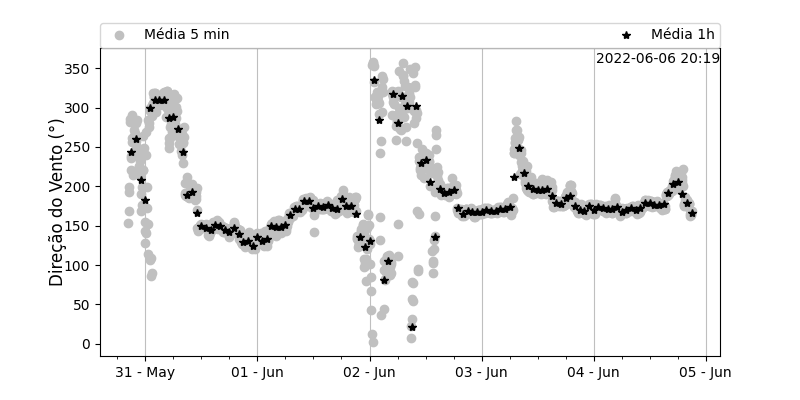 Média 5 min
Média 1h
2022-06-06 20:19
Direção do Vento (°)
350
300
250
200
150
100
50
0
31 - May
01 - Jun
02 - Jun
03 - Jun
04 - Jun
05 - Jun